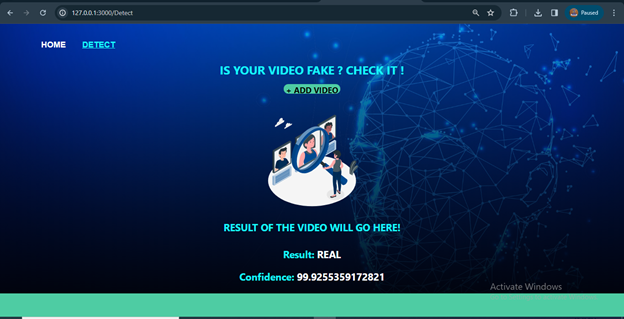 127.0.0.1:3000/Detect
Paused
HOME DETECT
IS YOUR VIDEO FAKE ? CHECK IT !
+ ADD VIDEO
RESULT OF THE VIDEO WILL GO HERE!
Result: REAL
Confidence: 99.9255359172821
Activate Windows